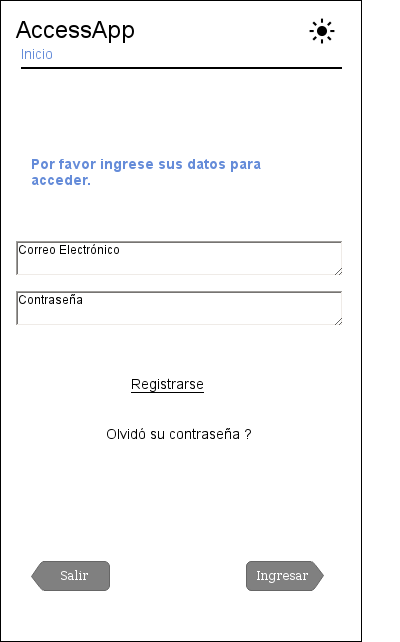 AccessApp
Inicio
Por favor ingrese sus datos para
acceder.
Correo Electrónico
Contraseña
Registrarse
Olvidó su contraseña ?
Salir
Ingresar